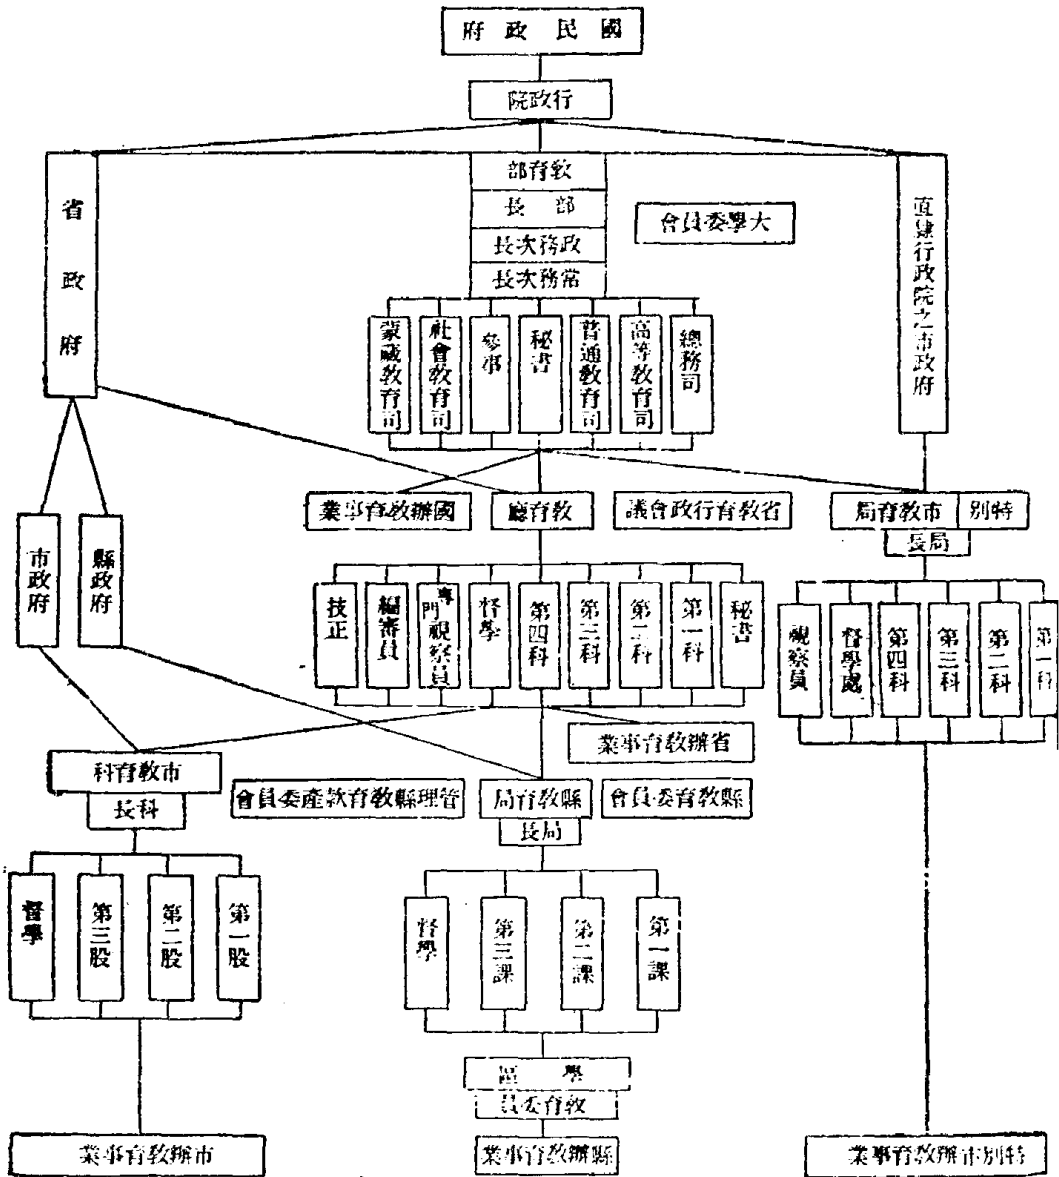 國民政府
行政院
直隸行政院之市政府
教育部
部長
政務次長
常務次長
大學委員會
省政府
總務司
高等教育司
普通教育司
秘書
參事
社會教育司
蒙藏教育司
特別市教育局
局長
省教育行政會議
教育廳
國辦教育事業
縣政府
市政府
第一科
第二科
第三科
第四科
督學處
視察員
秘書
第一科
第二科
第三科
第四科
督學
專門視察員
編審員
技正
省辦教育事業
縣教育委員會
縣教育局
局長
管理縣教育款產委員會
市教育科
科長
第一課
第二課
第三課
督學
第一股
第二股
第三股
督學
學區
教育委員
特別市辦教育事業
縣辦教育事業
市辦教育事業